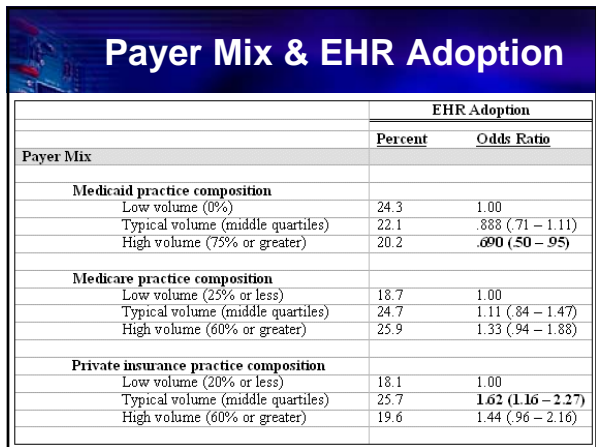 Payer Mix & EHR Adoption
EHR Adoption
Percent Odds Ratio
Payer Mix
Medicaid practice composition
Low volume (0%) 24.3 1.00
Typical volume (middle quartiles) 22.1 .888 (.71 – 1.11)
High volume (75% or greater) 20.2 .690 (.50 – .95)
Medicare practice composition
Low volume (25% or less) 18.7 1.00
Typical volume (middle quartiles) 24.7 1.11 (.84 – 1.47)
High volume (60% or greater) 25.9 1.33 (.94 – 1.88)
Private insurance practice composition
Low volume (20% or less) 18.1 1.00
Typical volume (middle quartiles) 25.7 1.62 (1.16 – 2.27)
High volume (60% or greater) 19.6 1.44 (.96 – 2.16)